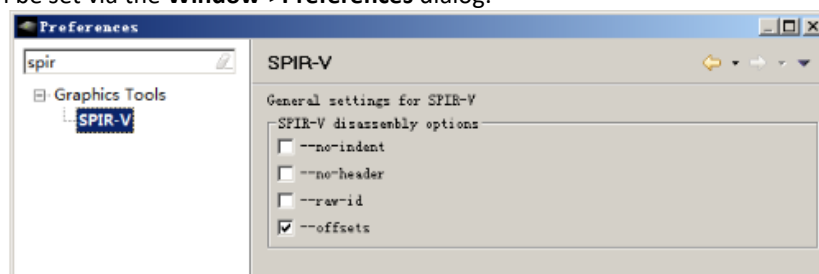 be set via the Window->Preferences dialog.
Preferences
spir
SPIR-V
Graphics Tools
SPIR-V
General settings for SPIR-V
SPIR-V disassembly options
--no-indent
--no-header
--raw-id
--offsets